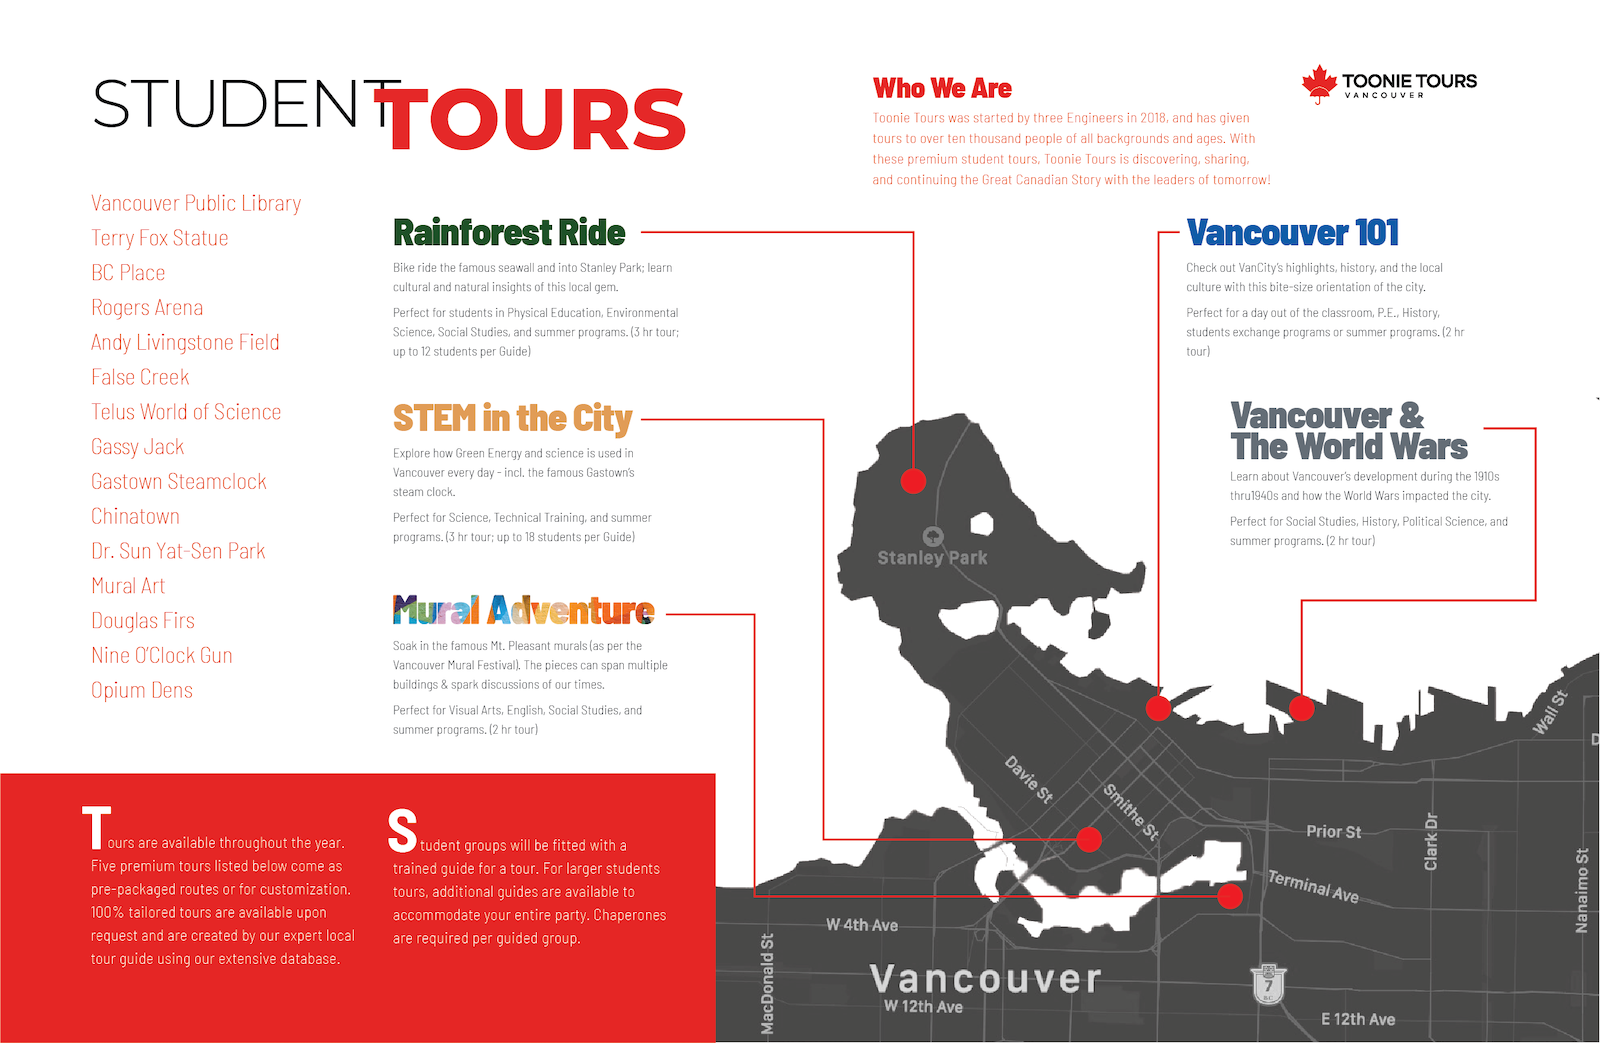 STUDENT TOURS
Who We Are
Toonie Tours was started by three Engineers in 2018, and has given
tours to over ten thousand people of all backgrounds and ages. With
these premium student tours, Toonie Tours is discovering, sharing,
and continuing the Great Canadian Story with the leaders of tomorrow!
TOONIE TOURS
VANCOUVER
Vancouver Public Library
Terry Fox Statue
BC Place
Rogers Arena
Andy Livingstone Field
False Creek
Telus World of Science
Gassy Jack
Gastown Steamclock
Chinatown
Dr. Sun Yat-Sen Park
Mural Art
Douglas Firs
Nine O'Clock Gun
Opium Dens
Rainforest Ride
Bike ride the famous seawall and into Stanley Park; learn
cultural and natural insights of this local gem.
Perfect for students in Physical Education, Environmental
Science, Social Studies, and summer programs. (3 hr tour;
up to 12 students per Guide)
STEM in the City
Explore how Green Energy and science is used in
Vancouver every day - incl. the famous Gastown's
steam clock.
Perfect for Science, Technical Training, and summer
programs. (3 hr tour; up to 18 students per Guide)
Mural Adventure
Soak in the famous Mt. Pleasant murals (as per the
Vancouver Mural Festival). The pieces can span multiple
buildings & spark discussions of our times.
Perfect for Visual Arts, English, Social Studies, and
summer programs. (2 hr tour)
Vancouver 101
Check out VanCity's highlights, history, and the local
culture with this bite-size orientation of the city.
Perfect for a day out of the classroom, P.E., History,
students exchange programs or summer programs. (2 hr
tour)
Vancouver &
The World Wars
Learn about Vancouver's development during the 1910s
thru1940s and how the World Wars impacted the city.
Perfect for Social Studies, History, Political Science, and
summer programs. (2 hr tour)
Tours are available throughout the year.
Five premium tours listed below come as
pre-packaged routes or for customization.
100% tailored tours are available upon
request and are created by our expert local
tour guide using our extensive database.
Student groups will be fitted with a
trained guide for a tour. For larger students
tours, additional guides are available to
accommodate your entire party. Chaperones
are required per guided group.
Stanley Park
Davie St
Smithe St
Wall St
D
Prior St
Clark Dr
Terminal Ave
Nanaimo St
W 4th Ave
MacDonald St
Vancouver
W 12th Ave
7
B.C.
E 12th Ave